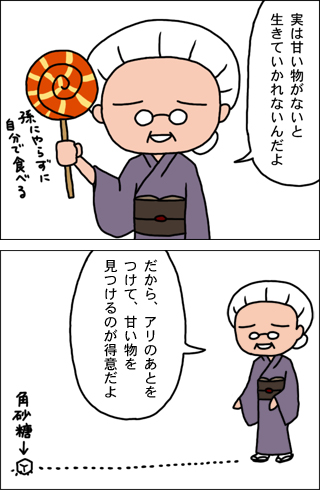 実は甘い物がないと
生きていかれないんだよ
孫にやらずに
自分で食べる
だから、アリのあとを
つけて、甘い物を
見つけるのが得意だよ
角砂糖→